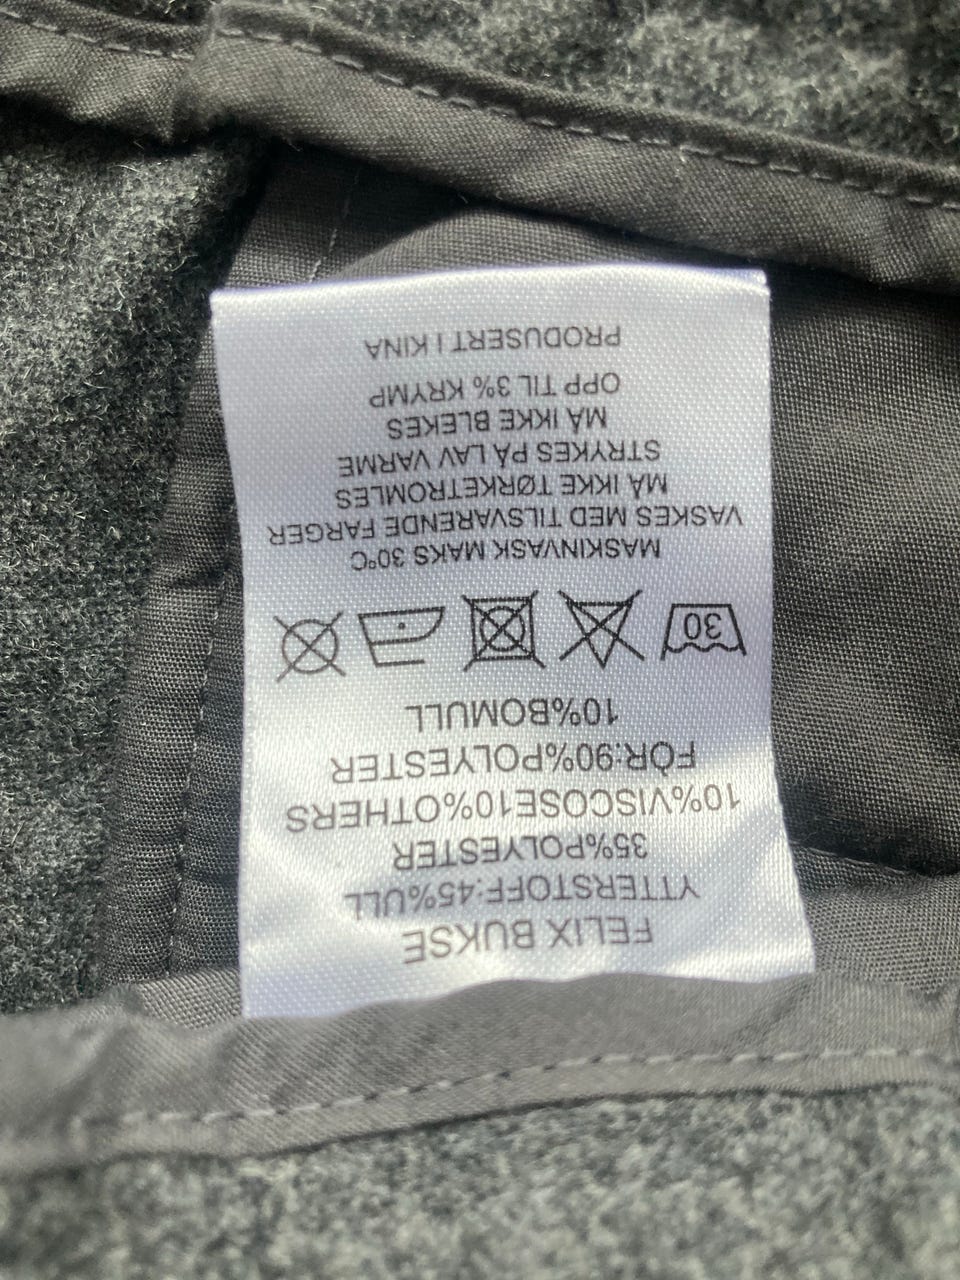 FELIX BUKSE
YTTERSTOFF:45%ULL
35%POLYESTER
10%VISCOSE10%OTHERS
FÒR:90%POLYESTER
10%BOMULL
30
MASKINVASK MAKS 30°C
VASKES MED TILSVARENDE FARGER
MÅ IKKE TØRKETROMLES
STRYKES PÅ LAV VARME
MÅ IKKE BLEKES
OPP TIL 3% KRYMP
PRODUSERT I KINA